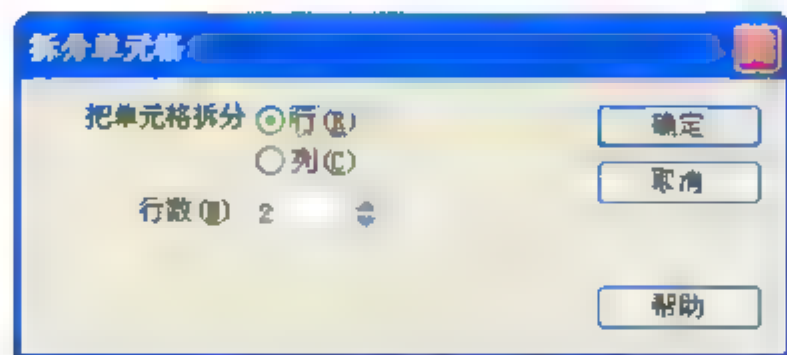 拆分单元格
把单元格拆分 行(R) 确定
列(C)
取消
行数(N) 2
帮助